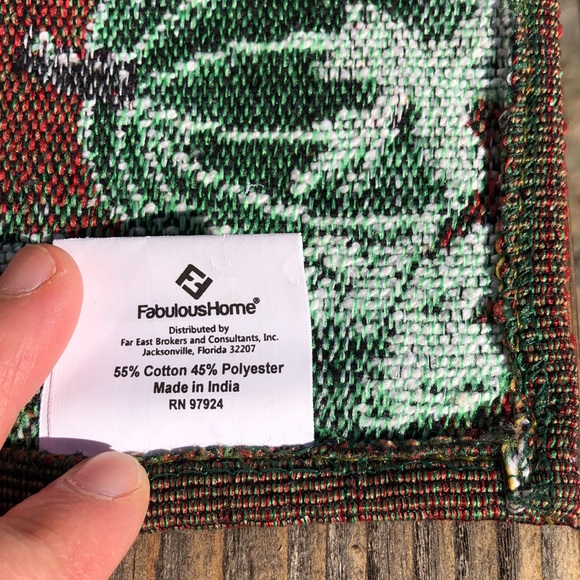 FabulousHome®
Distributed by
Far East Brokers and Consultants, Inc.
Jacksonville, Florida 32207
55% Cotton 45% Polyester
Made in India
RN 97924